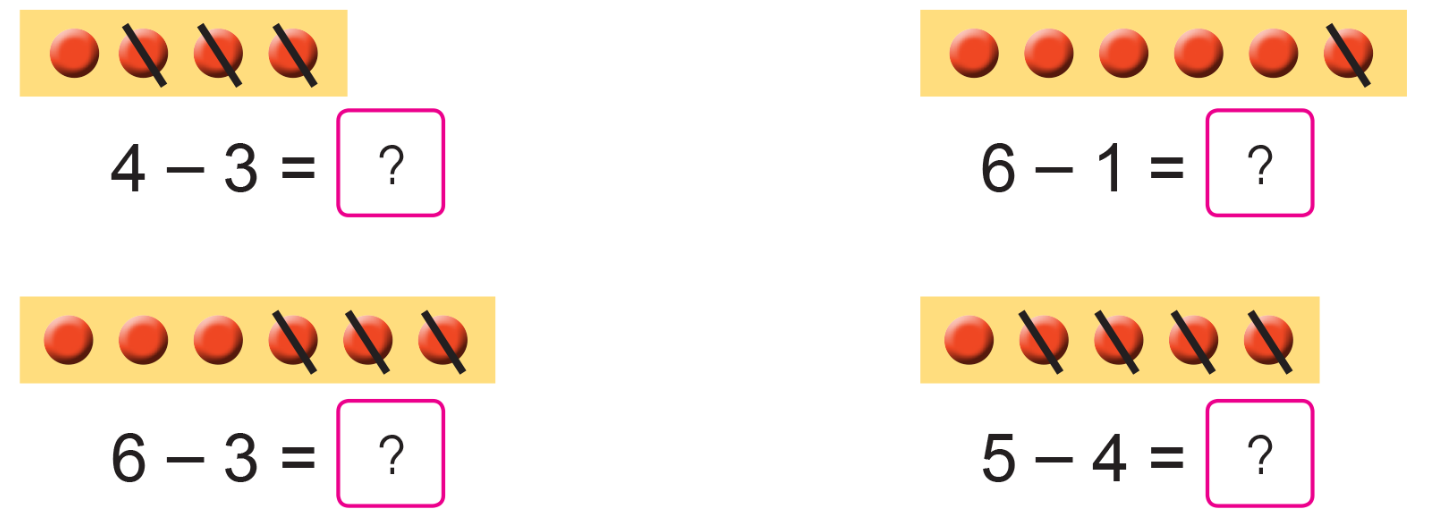 4 – 3 = ?
6 – 1 = ?
6 – 3 = ?
5 – 4 = ?